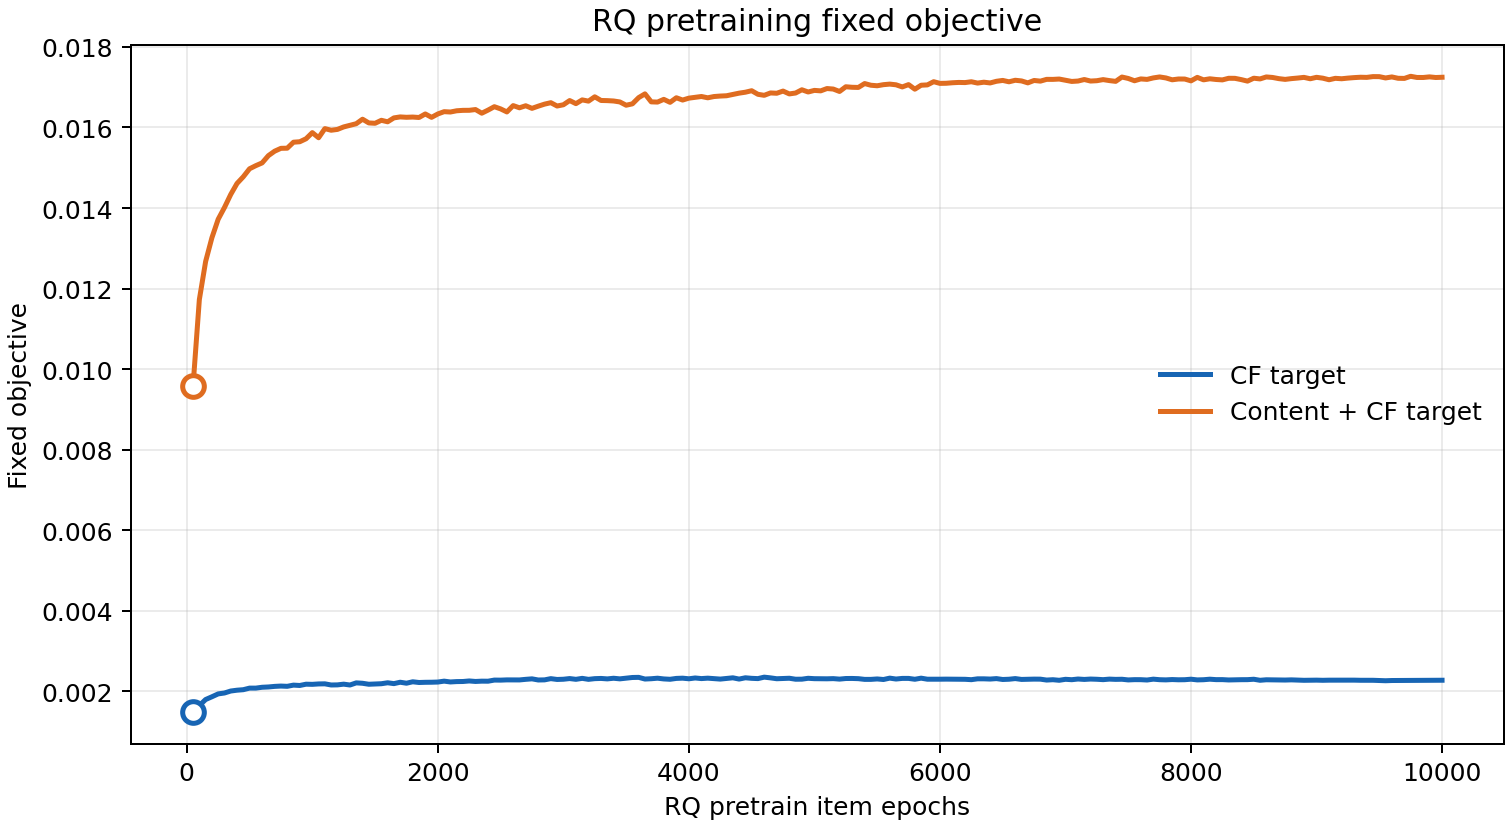 RQ pretraining fixed objective
0.018
0.016
0.014
0.012
0.010
0.008
0.006
0.004
0.002
Fixed objective
CF target
Content + CF target
0 2000 4000 6000 8000 10000
RQ pretrain item epochs